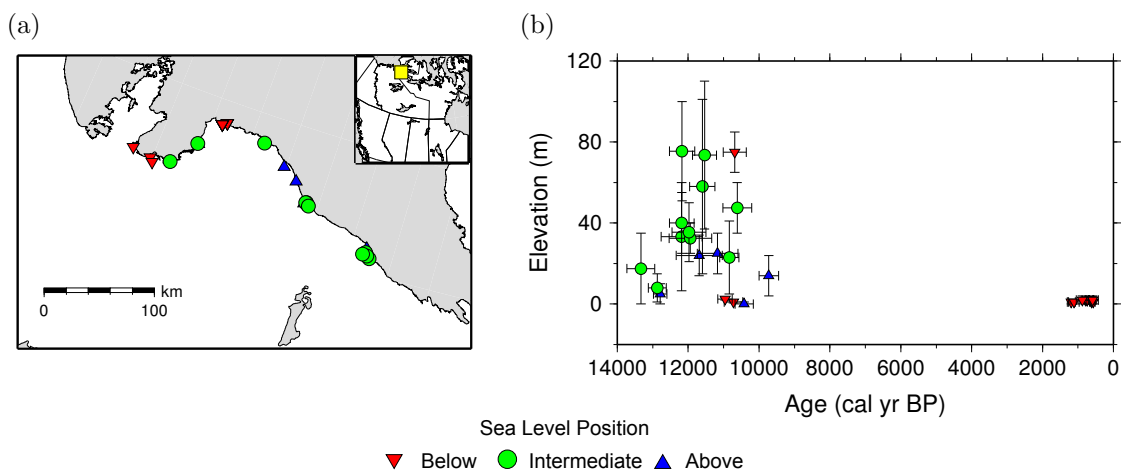 (a)
(b)
km
0
100
120
80
40
0
Elevation (m)
14000 12000 10000 8000 6000 4000 2000 0
Age (cal yr BP)
Sea Level Position
Below Intermediate Above